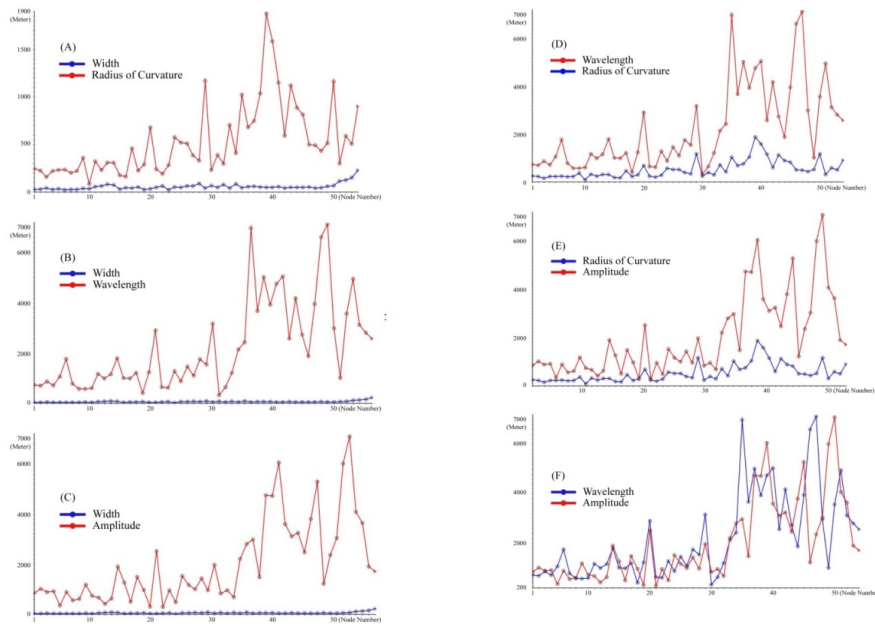 1900
(Meter)
(A)
Width
Radius of Curvature
1500
1000
500
0
1
10
20
30
40
50 (Node Number)
7000
(Meter)
6000
(B)
Width
Wavelength
4000
2000
0
1
10
20
30
40
50 (Node Number)
7000
(Meter)
6000
(C)
Width
Amplitude
4000
2000
0
1
10
20
30
40
50 (Node Number)
:
7000
(Meter)
6000
(D)
Wavelength
Radius of Curvature
4000
2000
0
1
10
20
30
40
50 (Node Number)
7000
(Meter)
6000
(E)
Radius of Curvature
Amplitude
4000
2000
0
1
10
20
30
40
50 (Node Number)
7000
(Meter)
6000
(F)
Wavelength
Amplitude
4000
2000
200
1
10
20
30
40
50 (Node Number)